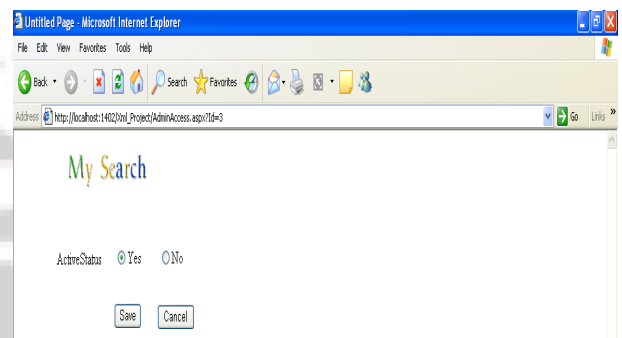 Untitled Page - Microsoft Internet Explorer
File Edit View Favorites Tools Help
Back Search Favorites
Address http://localhost:1402/Xml_Project/AdminAccess.aspx?Id=3 Go Links »
My Search
ActiveStatus Yes No
Save Cancel